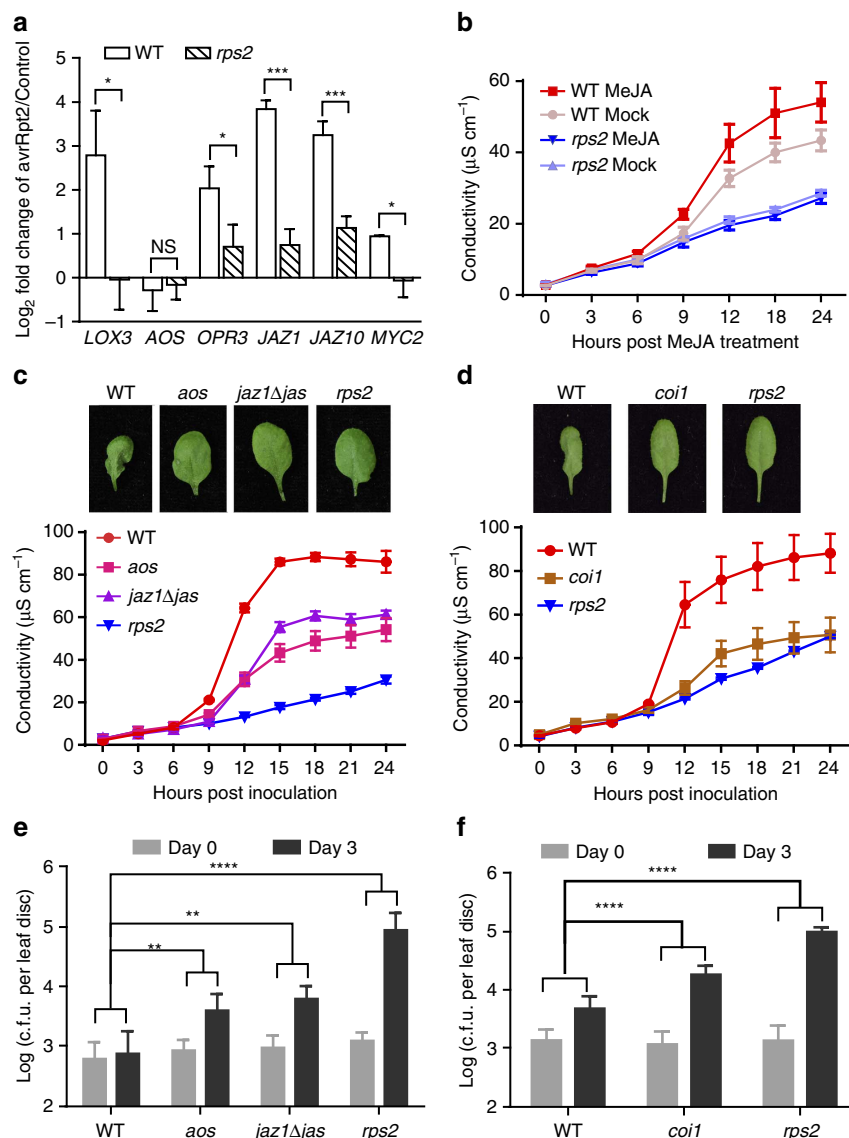 a
WT rps2
Log2 fold change of avrRpt2/Control
5
4
3
2
1
0
−1
*
NS
*
***
***
*
LOX3 AOS OPR3 JAZ1 JAZ10 MYC2
b
Conductivity (μS cm−1)
60
40
20
0
WT MeJA
WT Mock
rps2 MeJA
rps2 Mock
0 3 6 9 12 18 24
Hours post MeJA treatment
c
WT aos jaz1Δjas rps2
Conductivity (μS cm−1)
100
80
60
40
20
0
WT
aos
jaz1Δjas
rps2
0 3 6 9 12 15 18 21 24
Hours post inoculation
d
WT coi1 rps2
Conductivity (μS cm−1)
100
80
60
40
20
0
WT
coi1
rps2
0 3 6 9 12 15 18 21 24
Hours post inoculation
e
Day 0 Day 3
Log (c.f.u. per leaf disc)
6
5
4
3
2
****
**
**
WT aos jaz1Δjas rps2
f
Day 0 Day 3
Log (c.f.u. per leaf disc)
6
5
4
3
2
****
****
WT coi1 rps2